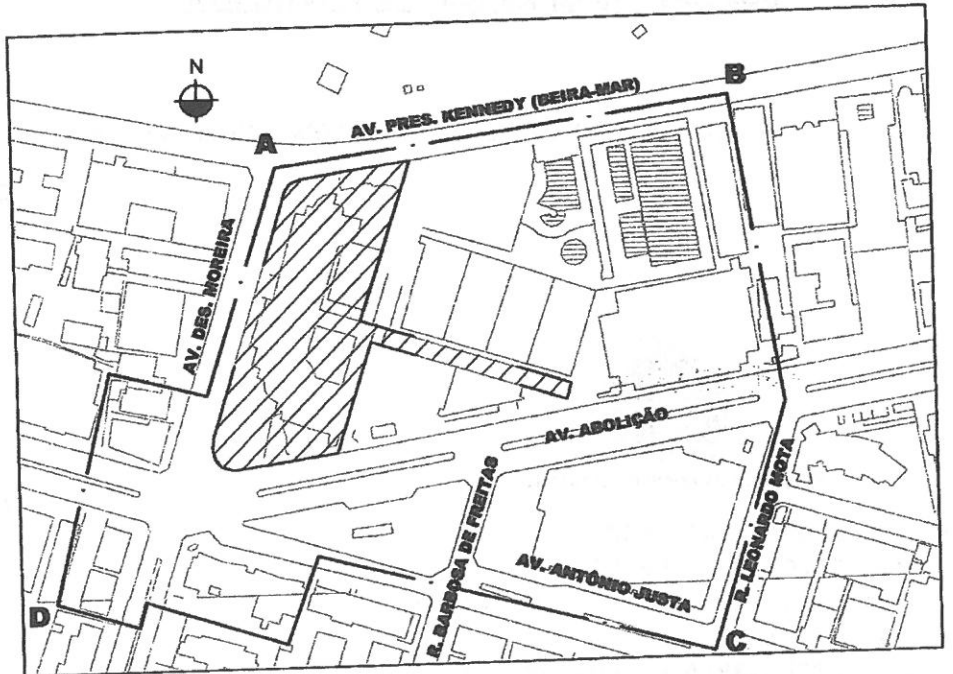 N
B
AV. PRES. KENNEDY (BEIRA-MAR)
A
AV. DES. MOREIRA
AV. ABOLIÇÃO
R. LEONARDO MOTA
R. BARBOSA DE FREITAS
AV. ANTÔNIO JUSTA
D
C